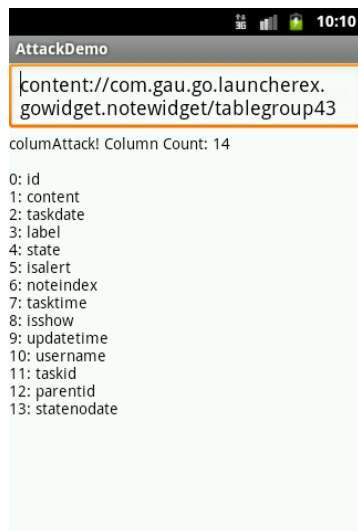 3G 10:10
AttackDemo
content://com.gau.go.launcherex.
gowidget.notewidget/tablegroup43
columAttack! Column Count: 14
0: id
1: content
2: taskdate
3: label
4: state
5: isalert
6: noteindex
7: tasktime
8: isshow
9: updatetime
10: username
11: taskid
12: parentid
13: statenodate